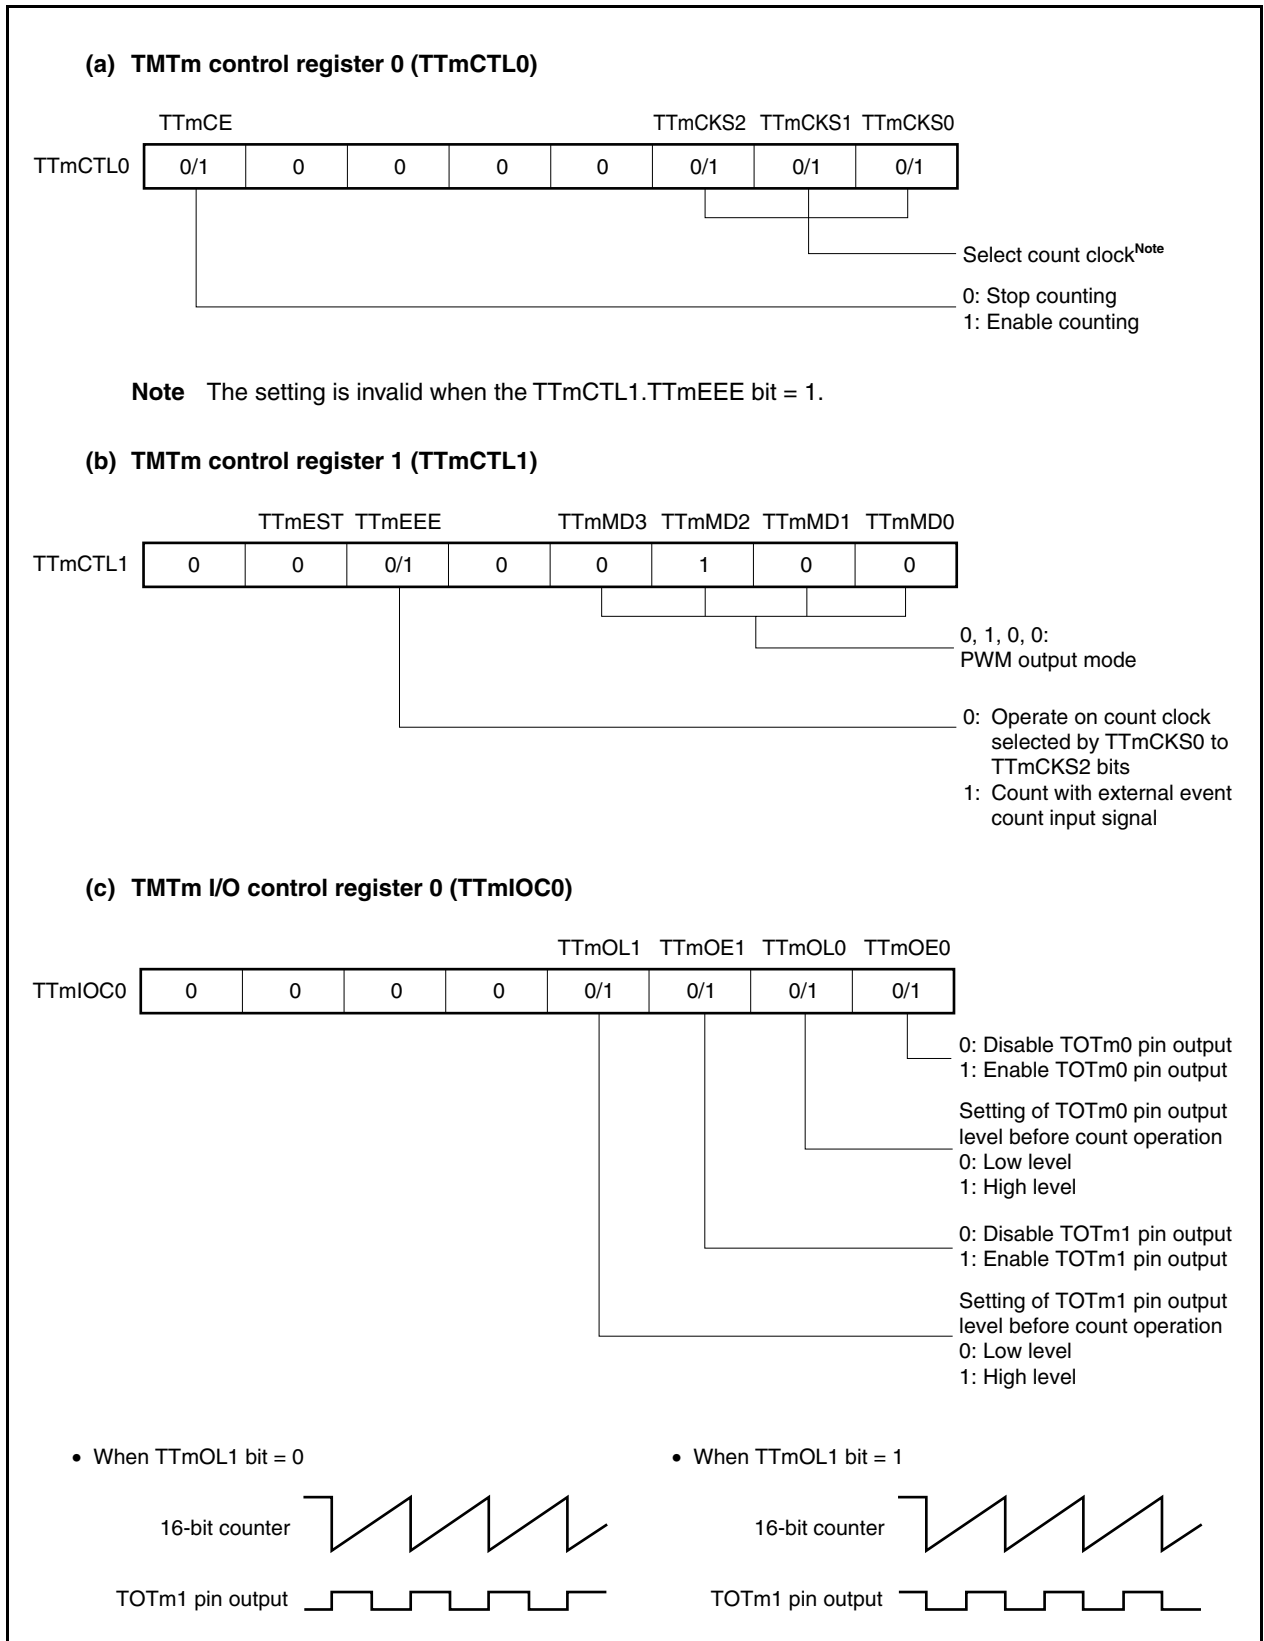 (a) TMTm control register 0 (TTmCTL0)
TTmCE TTmCKS2 TTmCKS1 TTmCKS0
TTmCTL0 0/1 0 0 0 0 0/1 0/1 0/1
Select count clockNote
0: Stop counting
1: Enable counting
Note The setting is invalid when the TTmCTL1.TTmEEE bit = 1.
(b) TMTm control register 1 (TTmCTL1)
TTmEST TTmEEE TTmMD3 TTmMD2 TTmMD1 TTmMD0
TTmCTL1 0 0 0/1 0 0 1 0 0
0, 1, 0, 0:
PWM output mode
0: Operate on count clock
selected by TTmCKS0 to
TTmCKS2 bits
1: Count with external event
count input signal
(c) TMTm I/O control register 0 (TTmIOC0)
TTmOL1 TTmOE1 TTmOL0 TTmOE0
TTmIOC0 0 0 0 0 0/1 0/1 0/1 0/1
0: Disable TOTm0 pin output
1: Enable TOTm0 pin output
Setting of TOTm0 pin output
level before count operation
0: Low level
1: High level
0: Disable TOTm1 pin output
1: Enable TOTm1 pin output
Setting of TOTm1 pin output
level before count operation
0: Low level
1: High level
• When TTmOL1 bit = 0
16-bit counter
TOTm1 pin output
• When TTmOL1 bit = 1
16-bit counter
TOTm1 pin output